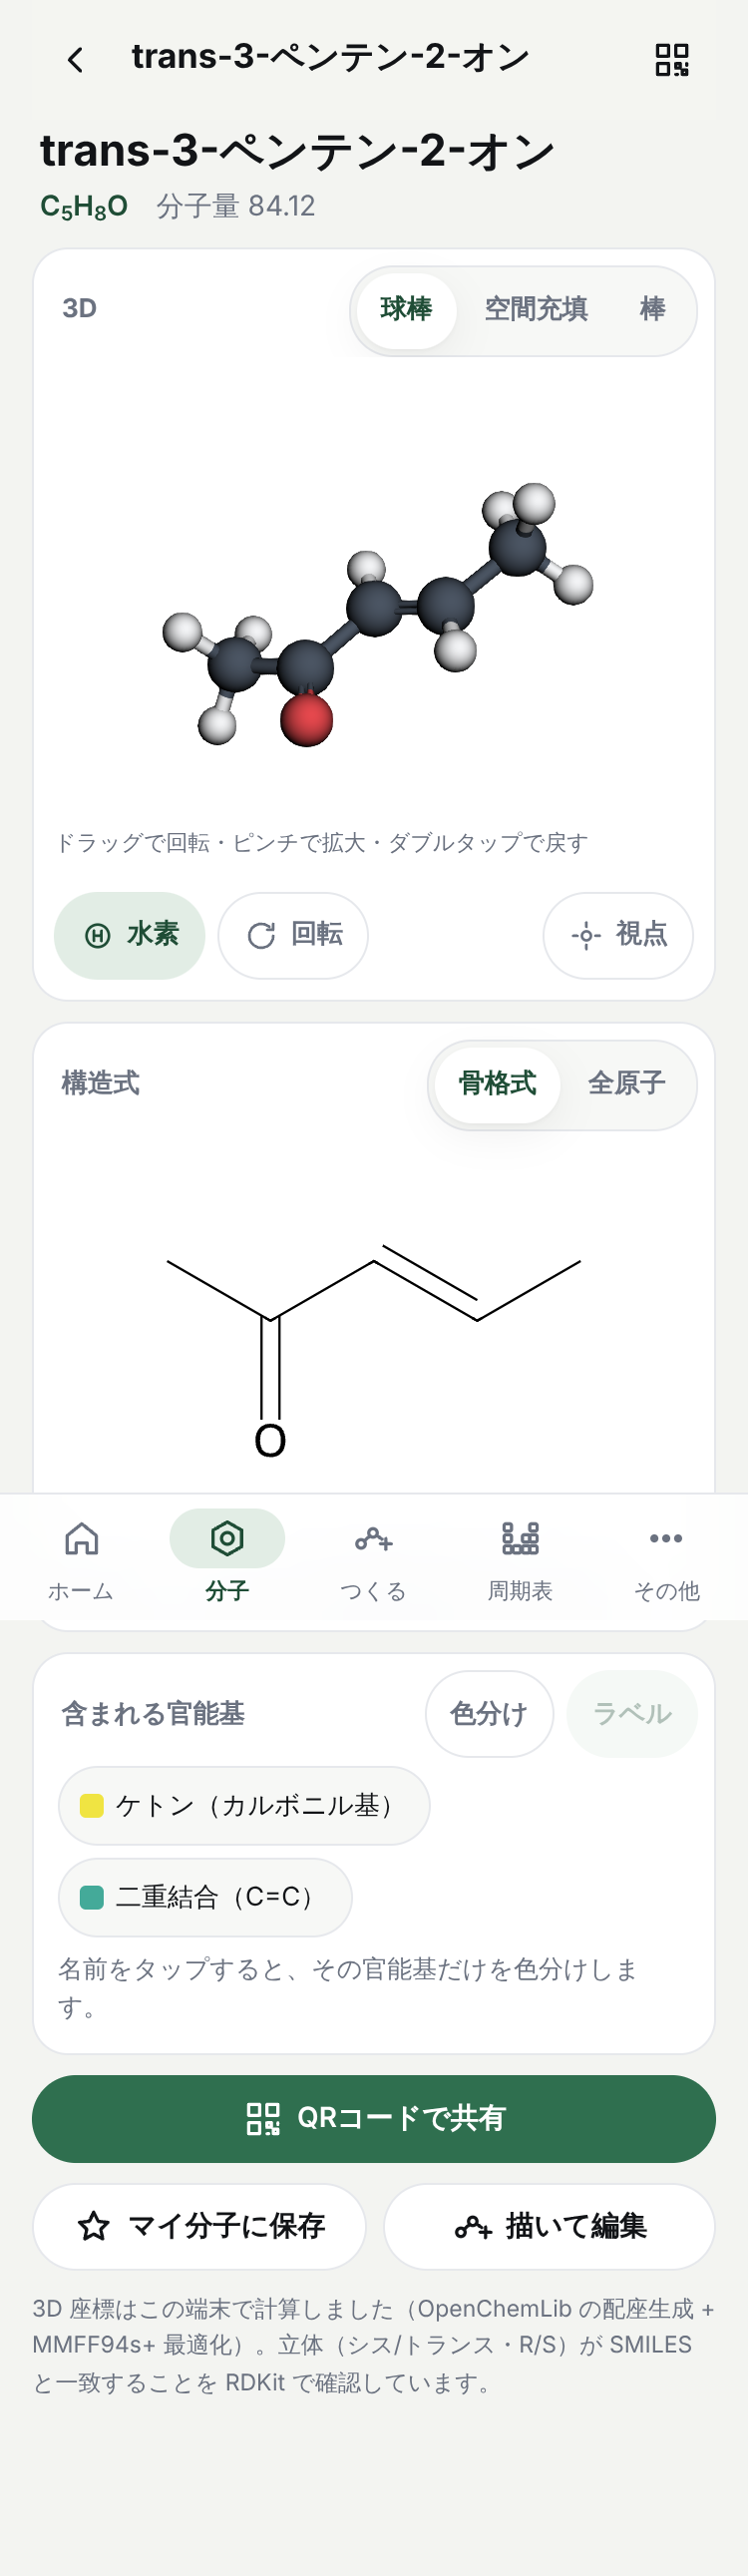 trans-3-ペンテン-2-オン
trans-3-ペンテン-2-オン
C₅H₈O 分子量 84.12
3D 球棒 空間充填 棒
ドラッグで回転・ピンチで拡大・ダブルタップで戻す
水素 回転 視点
構造式 骨格式 全原子
O
ホーム 分子 つくる 周期表 その他
含まれる官能基 色分け ラベル
ケトン（カルボニル基）
二重結合（C=C）
名前をタップすると、その官能基だけを色分けしま
す。
QRコードで共有
マイ分子に保存 描いて編集
3D 座標はこの端末で計算しました（OpenChemLib の配座生成 +
MMFF94s+ 最適化）。立体（シス/トランス・R/S）が SMILES
と一致することを RDKit で確認しています。